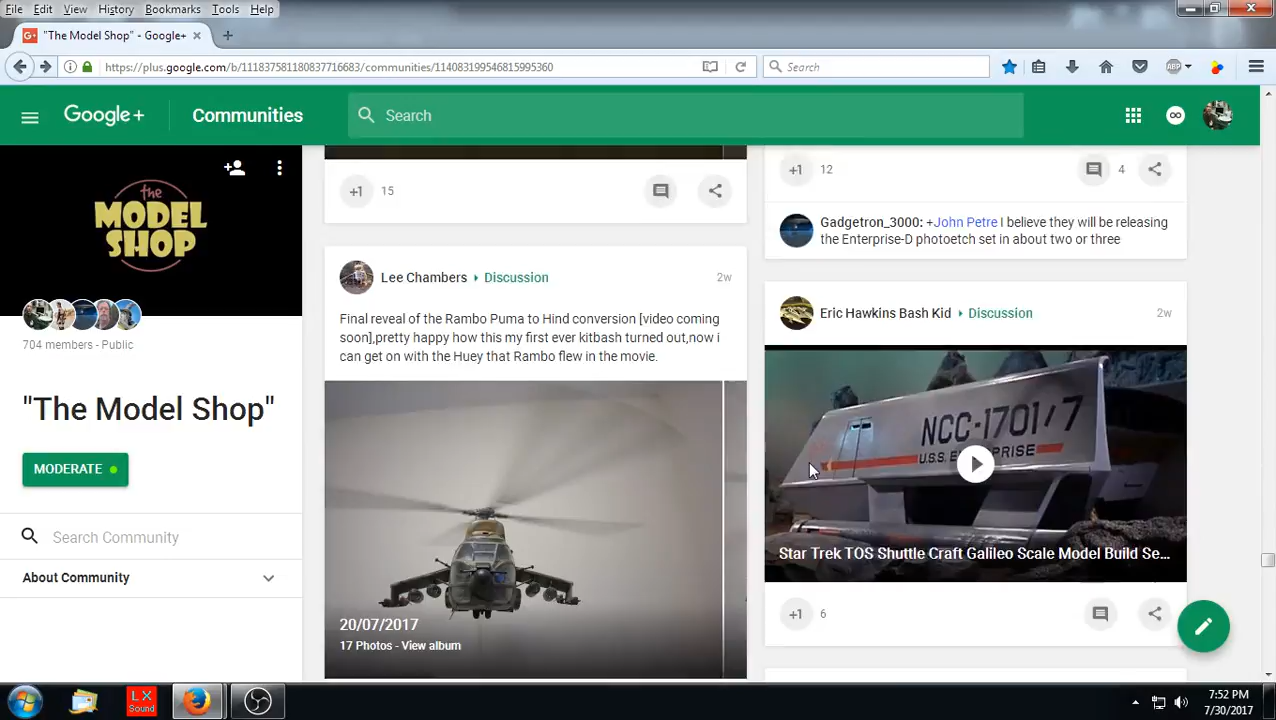 File Edit View History Bookmarks Tools Help
"The Model Shop" - Google+
https://plus.google.com/b/111837581180837716683/communities/114083199546815995360
Search
ABP
Google+
Communities
Search
the
MODEL
SHOP
704 members - Public
"The Model Shop"
MODERATE
Search Community
About Community
+1 15
Lee Chambers Discussion 2w
Final reveal of the Rambo Puma to Hind conversion [video coming
soon],pretty happy how this my first ever kitbash turned out,now i
can get on with the Huey that Rambo flew in the movie.
20/07/2017
17 Photos - View album
+1 12 4
Gadgetron_3000: +John Petre I believe they will be releasing
the Enterprise-D photoetch set in about two or three
Eric Hawkins Bash Kid Discussion 2w
NCC-1701/7
U.S.S. ENTERPRISE
Star Trek TOS Shuttle Craft Galileo Scale Model Build Se...
+1 6
LX
Sound
7:52 PM
7/30/2017